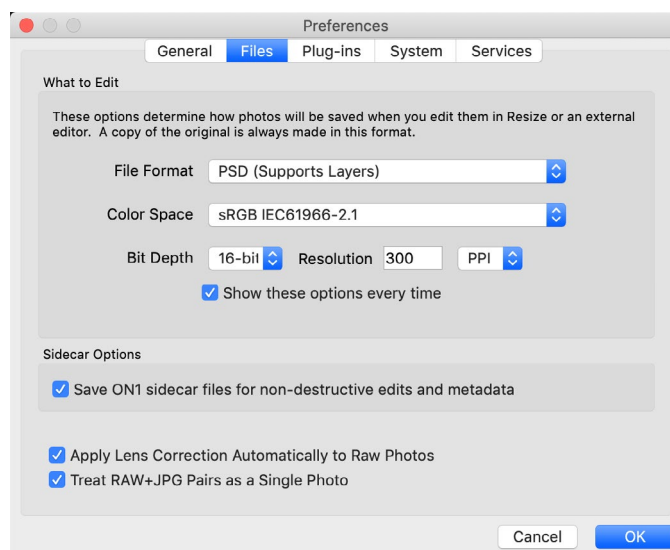 Preferences
General Files Plug-ins System Services
What to Edit
These options determine how photos will be saved when you edit them in Resize or an external
editor. A copy of the original is always made in this format.
File Format PSD (Supports Layers)
Color Space sRGB IEC61966-2.1
Bit Depth 16-bit Resolution 300 PPI
Show these options every time
Sidecar Options
Save ON1 sidecar files for non-destructive edits and metadata
Apply Lens Correction Automatically to Raw Photos
Treat RAW+JPG Pairs as a Single Photo
Cancel OK